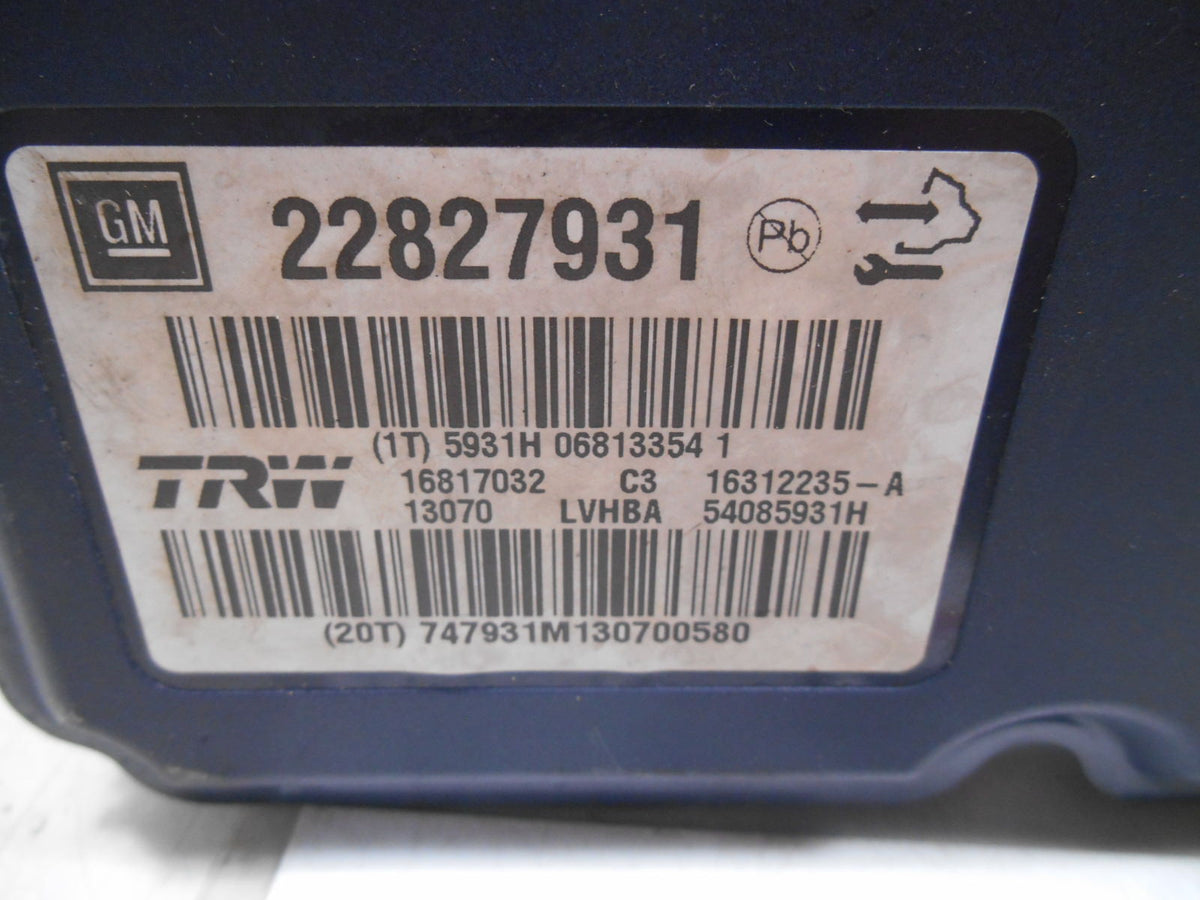 GM 22827931 Pb
(1T) 5931H 06813354 1
TRW
16817032 C3 16312235-A
13070 LVHBA 54085931H
(20T) 747931M130700580